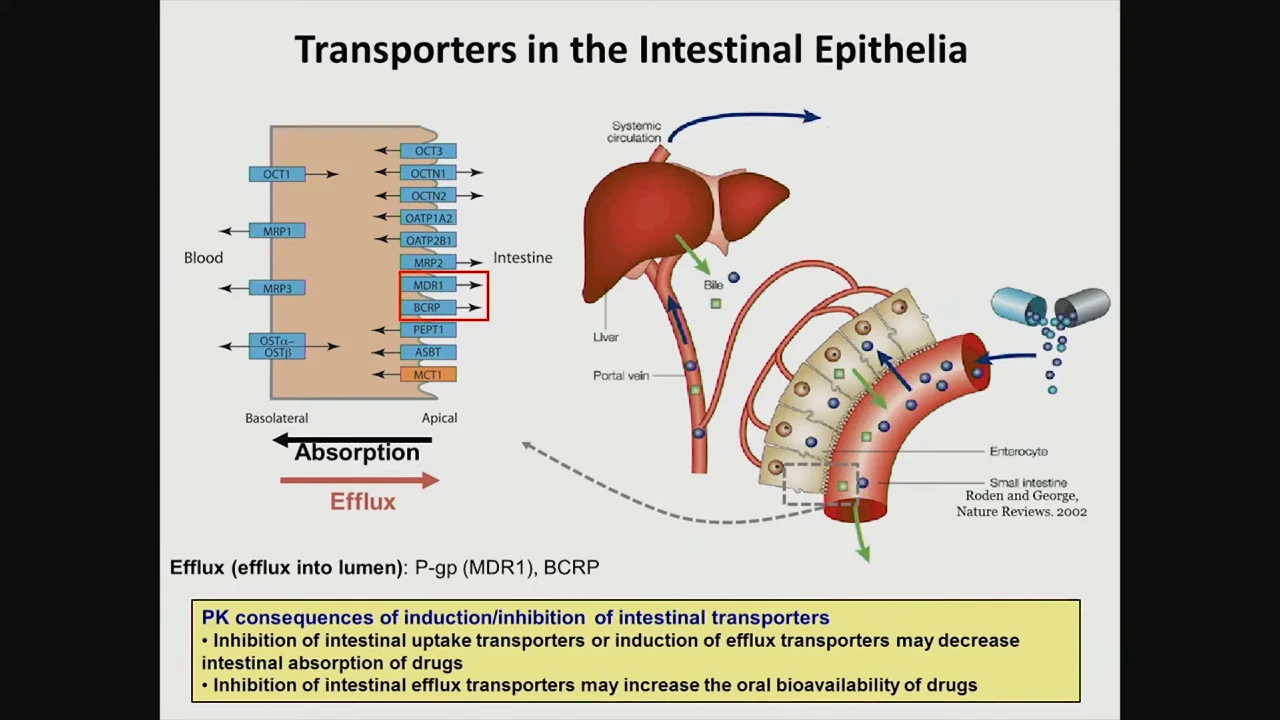 Transporters in the Intestinal Epithelia
OCT1
MRP1
Blood
MRP3
OSTα–
OSTβ
OCT3
OCTN1
OCTN2
OATP1A2
OATP2B1
MRP2
MDR1
BCRP
PEPT1
ASBT
MCT1
Intestine
Basolateral
Apical
Absorption
Efflux
Systemic
circulation
Bile
Liver
Portal vein
Enterocyte
Small intestine
Roden and George,
Nature Reviews. 2002
Efflux (efflux into lumen): P-gp (MDR1), BCRP
PK consequences of induction/inhibition of intestinal transporters
• Inhibition of intestinal uptake transporters or induction of efflux transporters may decrease
intestinal absorption of drugs
• Inhibition of intestinal efflux transporters may increase the oral bioavailability of drugs